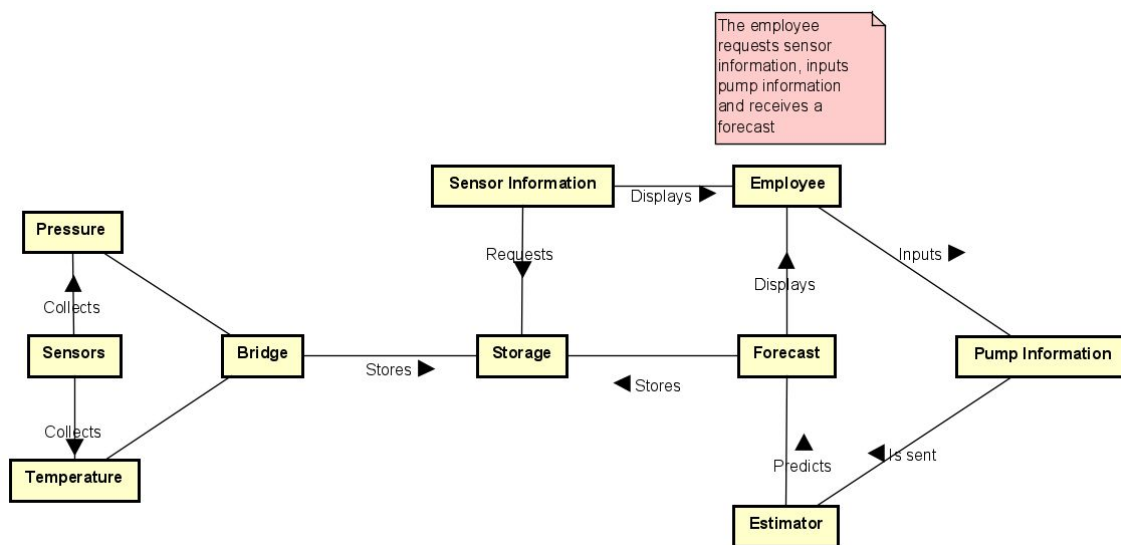 The employee
requests sensor
information, inputs
pump information
and receives a
forecast
Sensor Information
Displays
Employee
Pressure
Requests
Inputs
Collects
Displays
Sensors
Bridge
Stores
Storage
Stores
Forecast
Pump Information
Collects
Temperature
Predicts
Is sent
Estimator